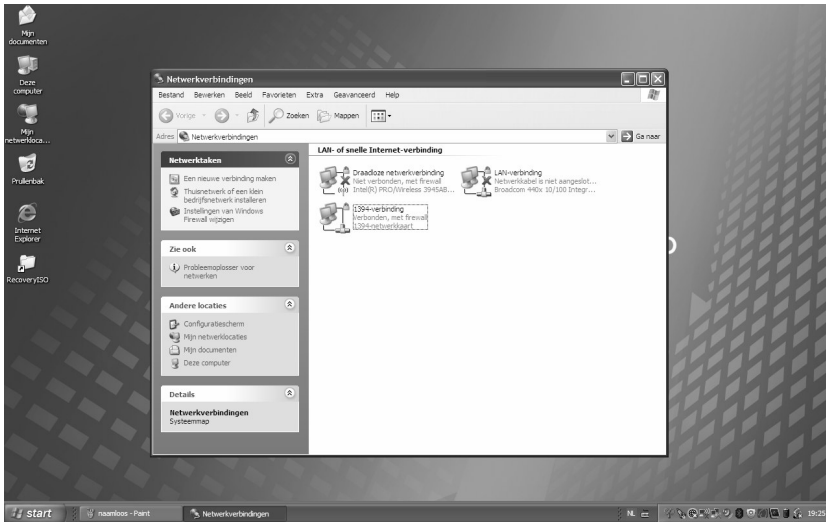 Mijn
documenten
Deze
computer
Mijn
netwerkloca...
Prullenbak
Internet
Explorer
RecoveryISO
Netwerkverbindingen
Bestand Bewerken Beeld Favorieten Extra Geavanceerd Help
Vorige Zoeken Mappen
Adres Netwerkverbindingen Ga naar
Netwerktaken
Een nieuwe verbinding maken
Thuisnetwerk of een klein
bedrijfsnetwerk installeren
Instellingen van Windows
Firewall wijzigen
Zie ook
Probleemoplosser voor
netwerken
Andere locaties
Configuratiescherm
Mijn netwerklocaties
Mijn documenten
Deze computer
Details
Netwerkverbindingen
Systeemmap
LAN- of snelle Internet-verbinding
Draadloze netwerkverbinding
Niet verbonden, met firewall
Intel(R) PRO/Wireless 3945AB...
LAN-verbinding
Netwerkkabel is niet aangeslot...
Broadcom 440x 10/100 Integr...
1394-verbinding
Verbonden, met firewall
1394-netwerkkaart
start naamloos - Paint Netwerkverbindingen NL 19:25